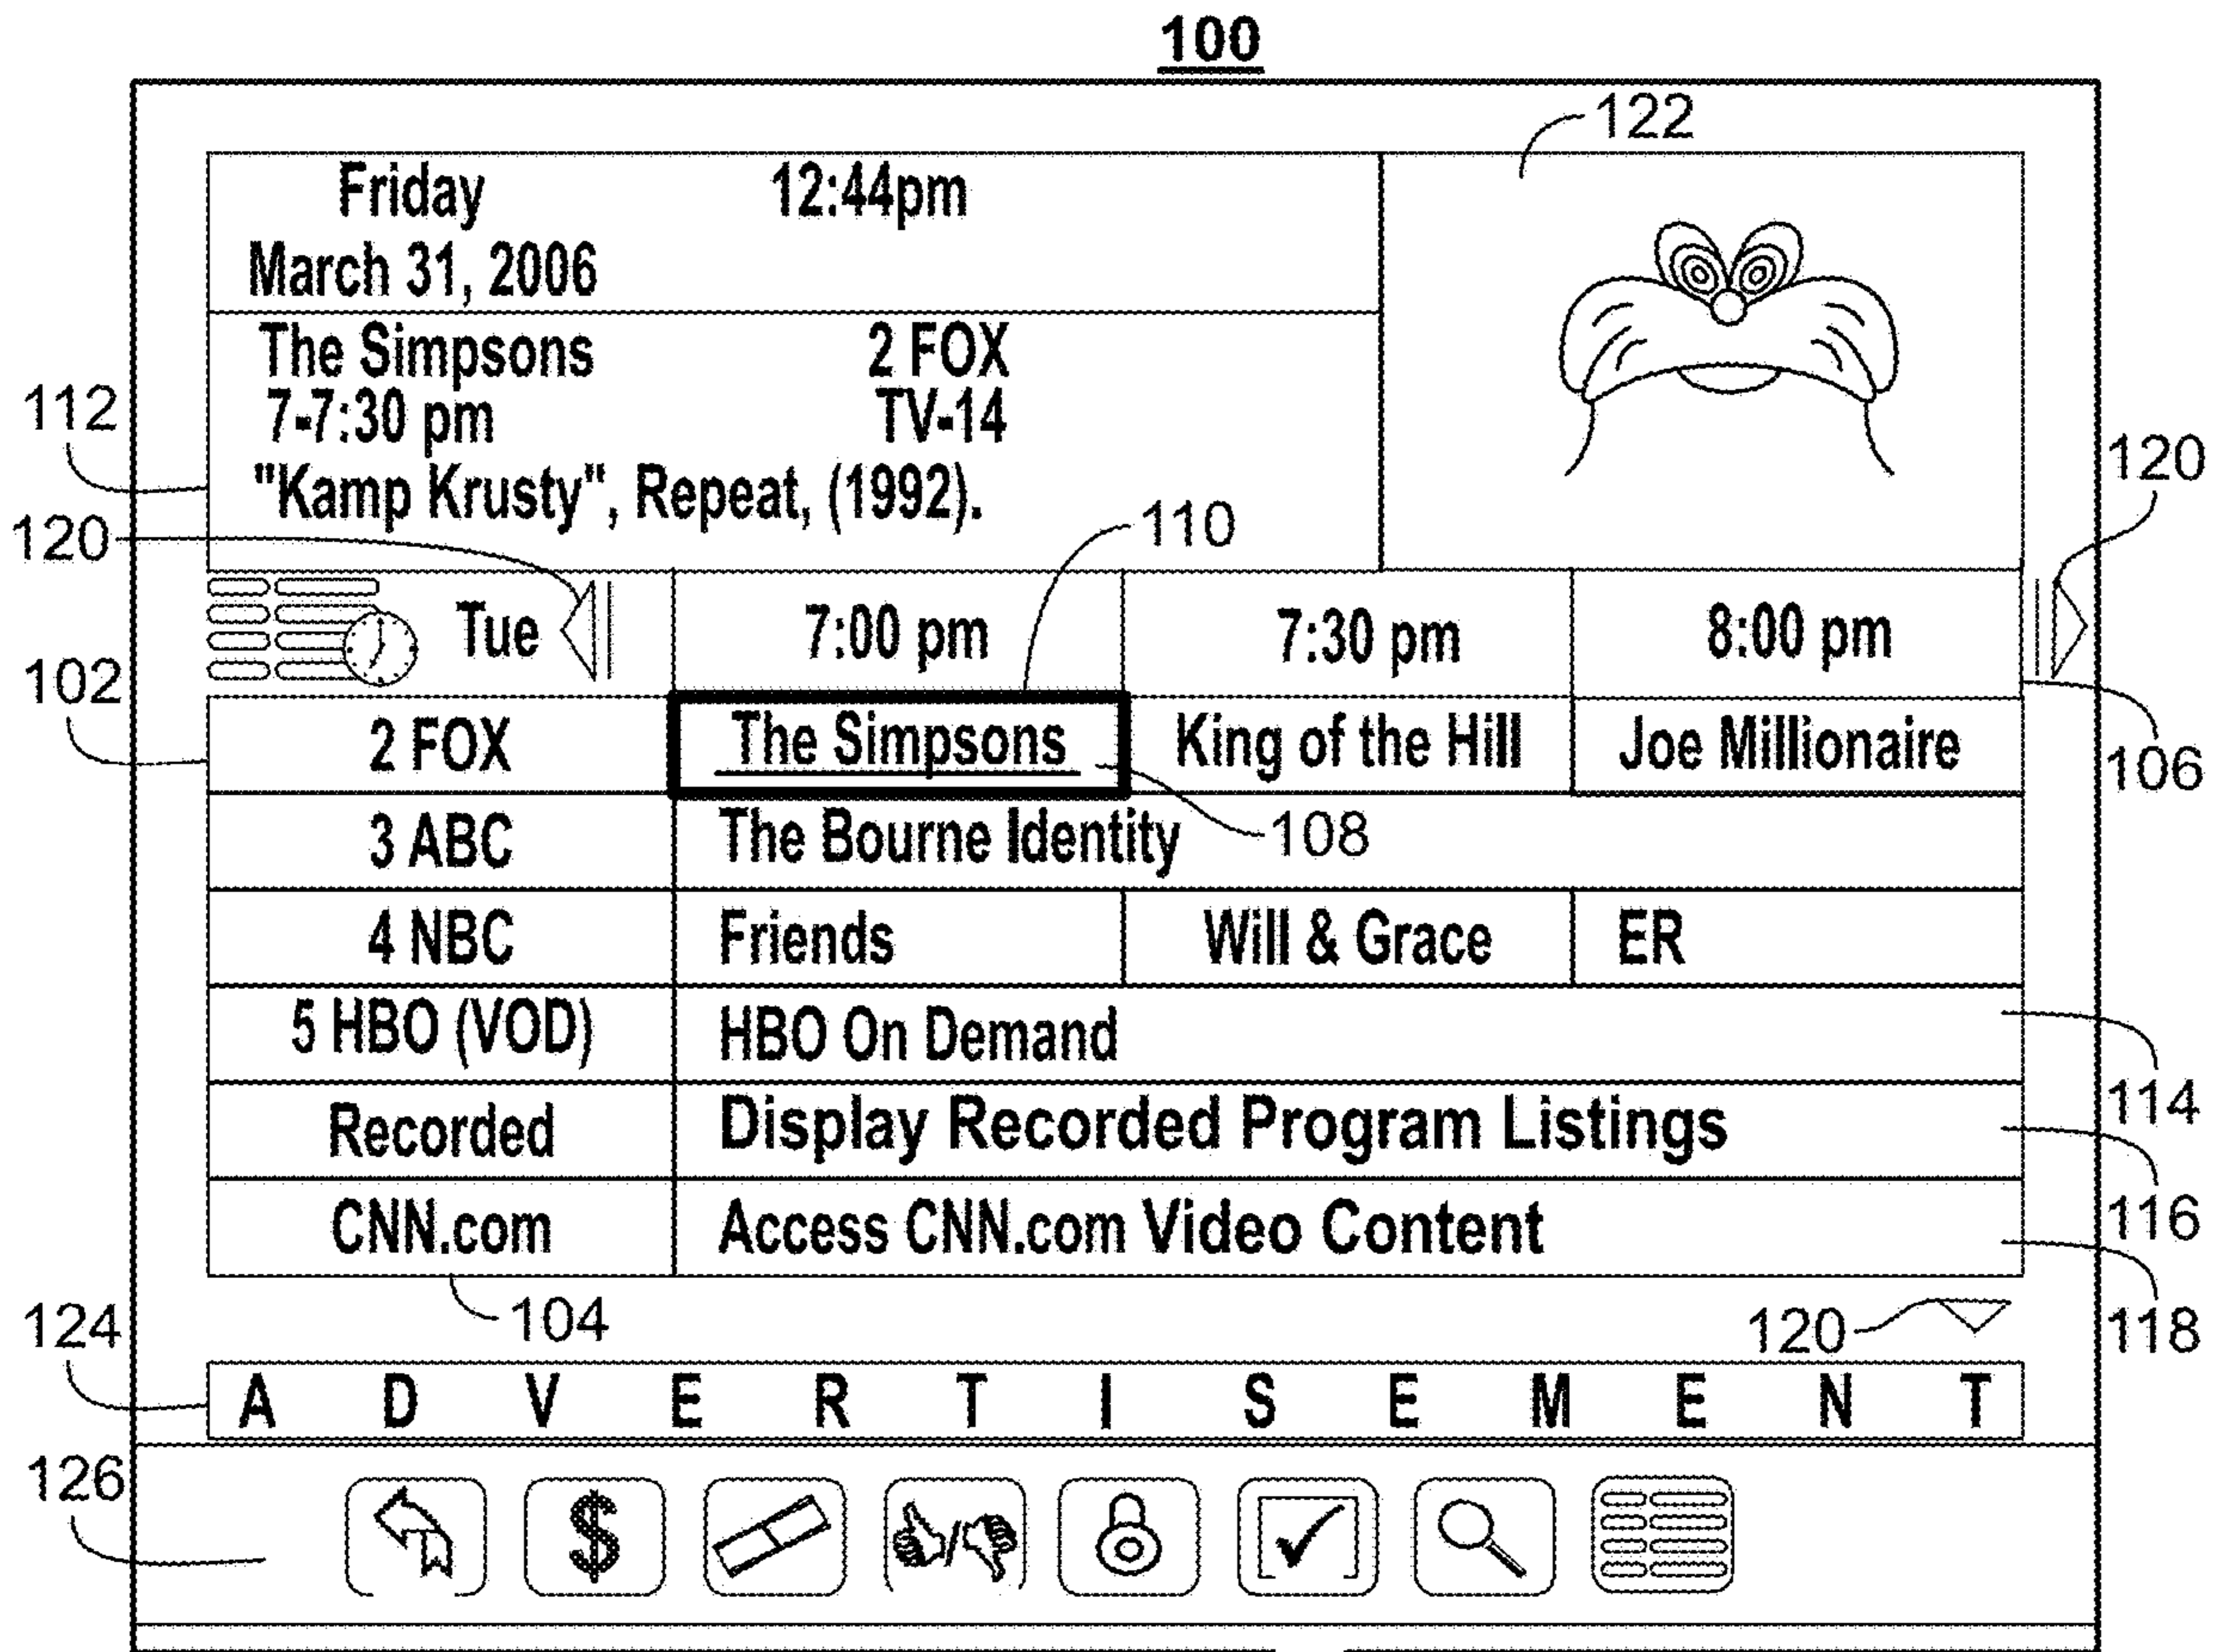 100
122
Friday 12:44pm
March 31, 2006
The Simpsons 2 FOX
7-7:30 pm TV-14
112
"Kamp Krusty", Repeat, (1992).
120
110
120
Tue 7:00 pm 7:30 pm 8:00 pm
102
2 FOX The Simpsons King of the Hill Joe Millionaire
106
3 ABC The Bourne Identity 108
4 NBC Friends Will & Grace ER
5 HBO (VOD) HBO On Demand
114
Recorded Display Recorded Program Listings
116
CNN.com Access CNN.com Video Content
104
120
118
124
A D V E R T I S E M E N T
126
$